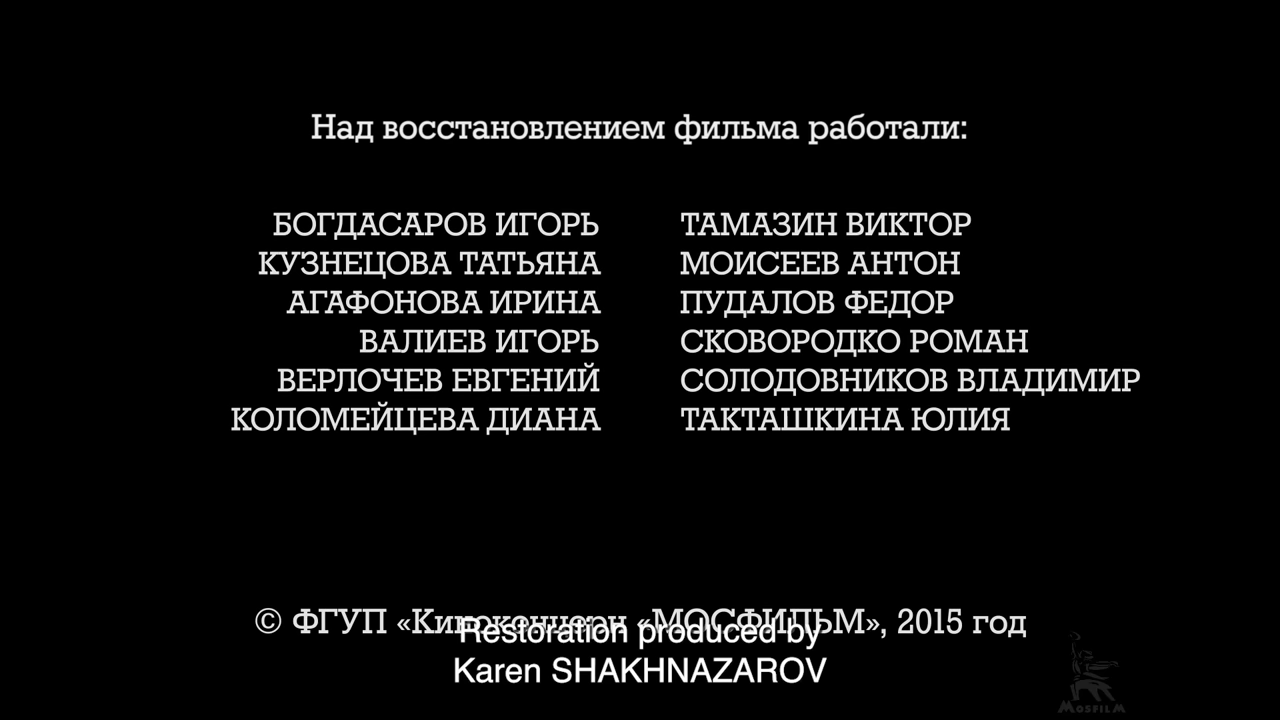 Над восстановлением фильма работали:
БОГДАСАРОВ ИГОРЬ
КУЗНЕЦОВА ТАТЬЯНА
АГАФОНОВА ИРИНА
ВАЛИЕВ ИГОРЬ
ВЕРЛОЧЕВ ЕВГЕНИЙ
КОЛОМЕЙЦЕВА ДИАНА
ТАМАЗИН ВИКТОР
МОИСЕЕВ АНТОН
ПУДАЛОВ ФЕДОР
СКОВОРОДКО РОМАН
СОЛОДОВНИКОВ ВЛАДИМИР
ТАКТАШКИНА ЮЛИЯ
© ФГУП «Киноконцерн «МОСФИЛЬМ», 2015 год
Restoration produced by
Karen SHAKHNAZAROV
MOSFILM